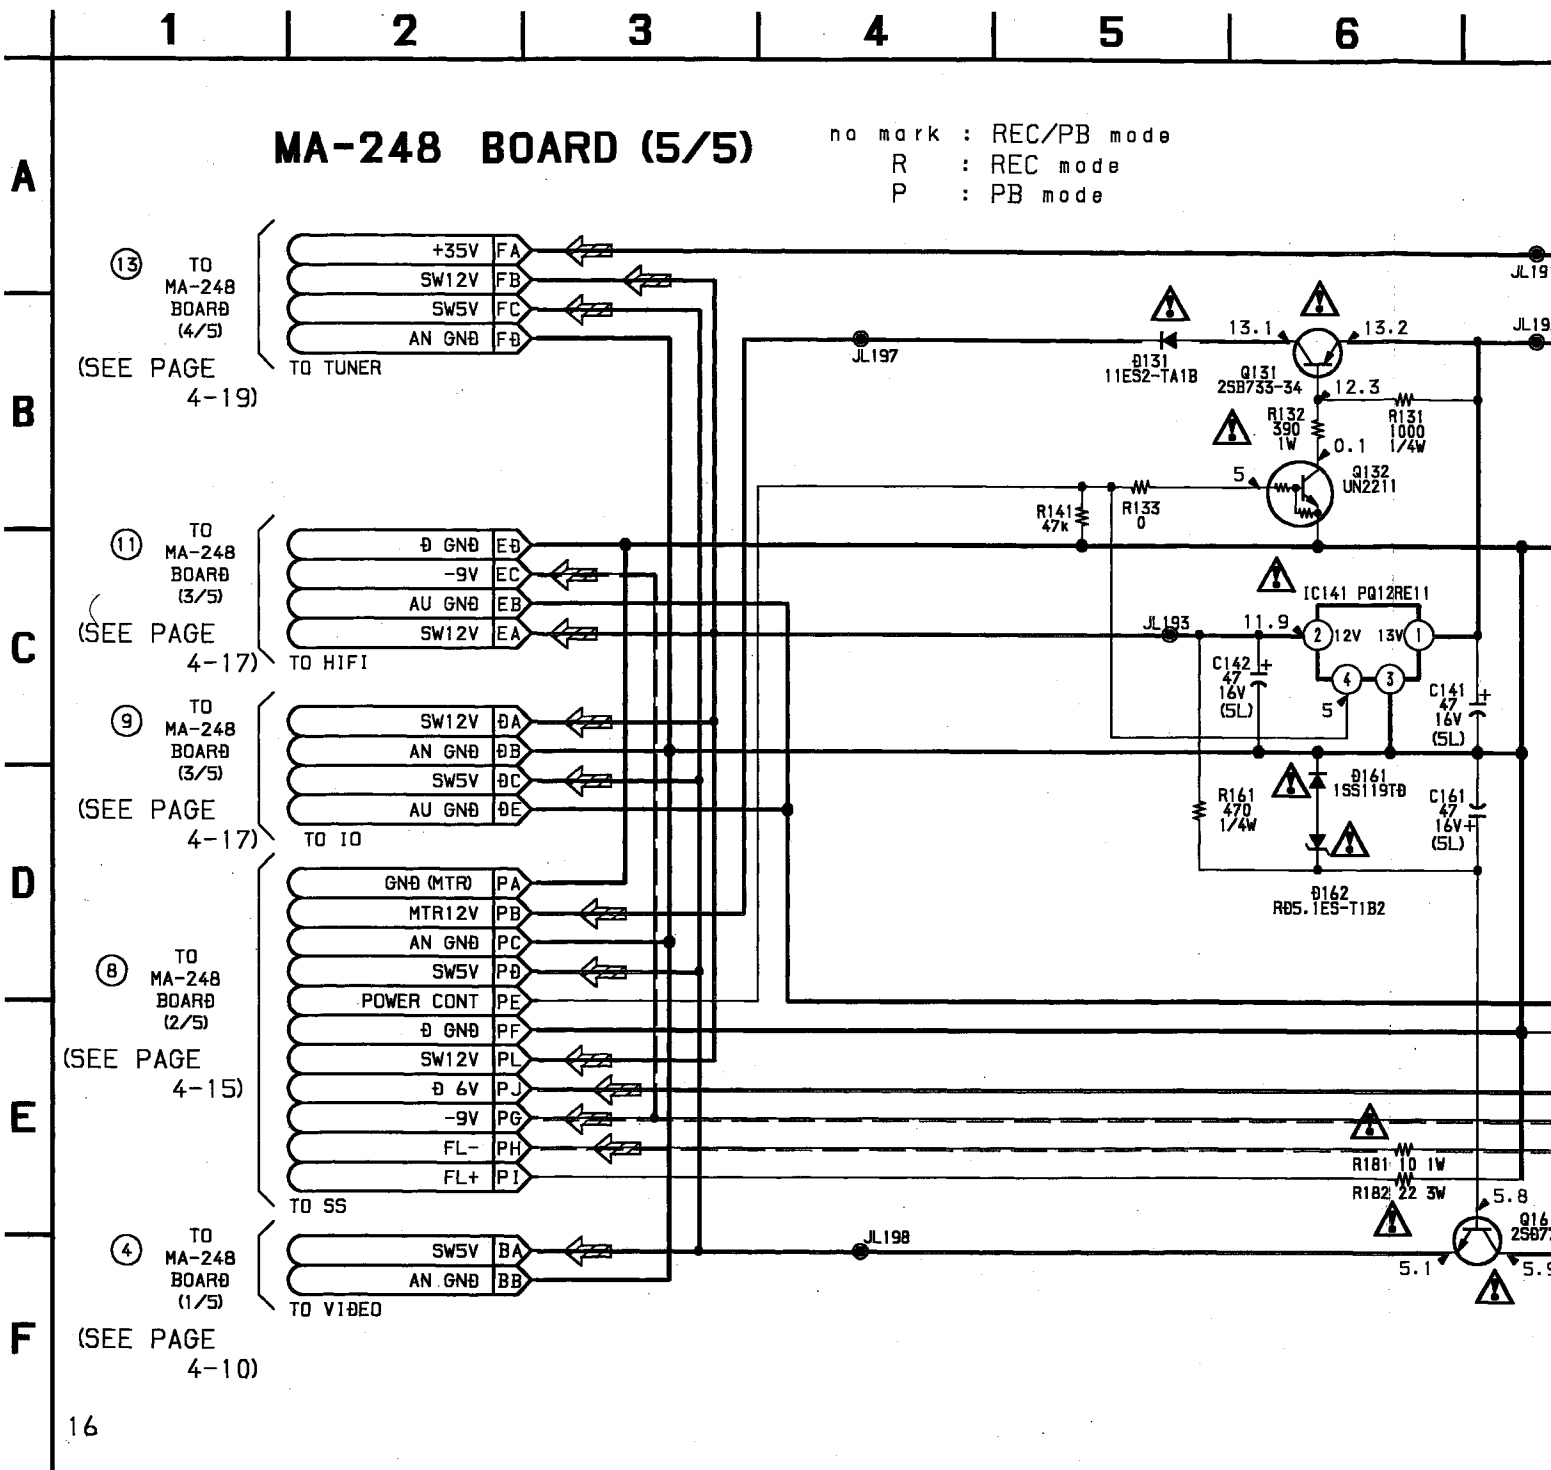 1 2 3 4 5 6
A
B
C
D
E
F
MA-248 BOARD (5/5)
no mark : REC/PB mode
R : REC mode
P : PB mode
13 TO
MA-248
BOARD
(4/5)
(SEE PAGE
4-19)
+35V FA
SW12V FB
SW5V FC
AN GND FD
TO TUNER
11 TO
MA-248
BOARD
(3/5)
(SEE PAGE
4-17)
D GND ED
-9V EC
AU GND EB
SW12V EA
TO HIFI
9 TO
MA-248
BOARD
(3/5)
(SEE PAGE
4-17)
SW12V DA
AN GND DB
SW5V DC
AU GND DE
TO IO
8 TO
MA-248
BOARD
(2/5)
(SEE PAGE
4-15)
GND (MTR) PA
MTR12V PB
AN GND PC
SW5V PD
POWER CONT PE
D GND PF
SW12V PL
D 6V PJ
-9V PG
FL- PH
FL+ PI
TO SS
4 TO
MA-248
BOARD
(1/5)
(SEE PAGE
4-10)
SW5V BA
AN GND BB
TO VIDEO
16
JL197
D131
11ES2-TA1B
13.1
13.2
Q131
2SB733-34
12.3
R132
390
1W
R131
1000
1/4W
0.1
5
Q132
UN2211
R141
47k
R133
0
IC141 PQ12RE11
JL193
11.9
2 12V 13V 1
4 3
5
C142
47
16V
(5L)
+
C141
47
16V
(5L)
+
D161
1SS119TD
R161
470
1/4W
C161
47
16V+
(5L)
D162
RD5.1ES-T1B2
R181 10 1W
R182 22 3W
JL198
5.8
5.1